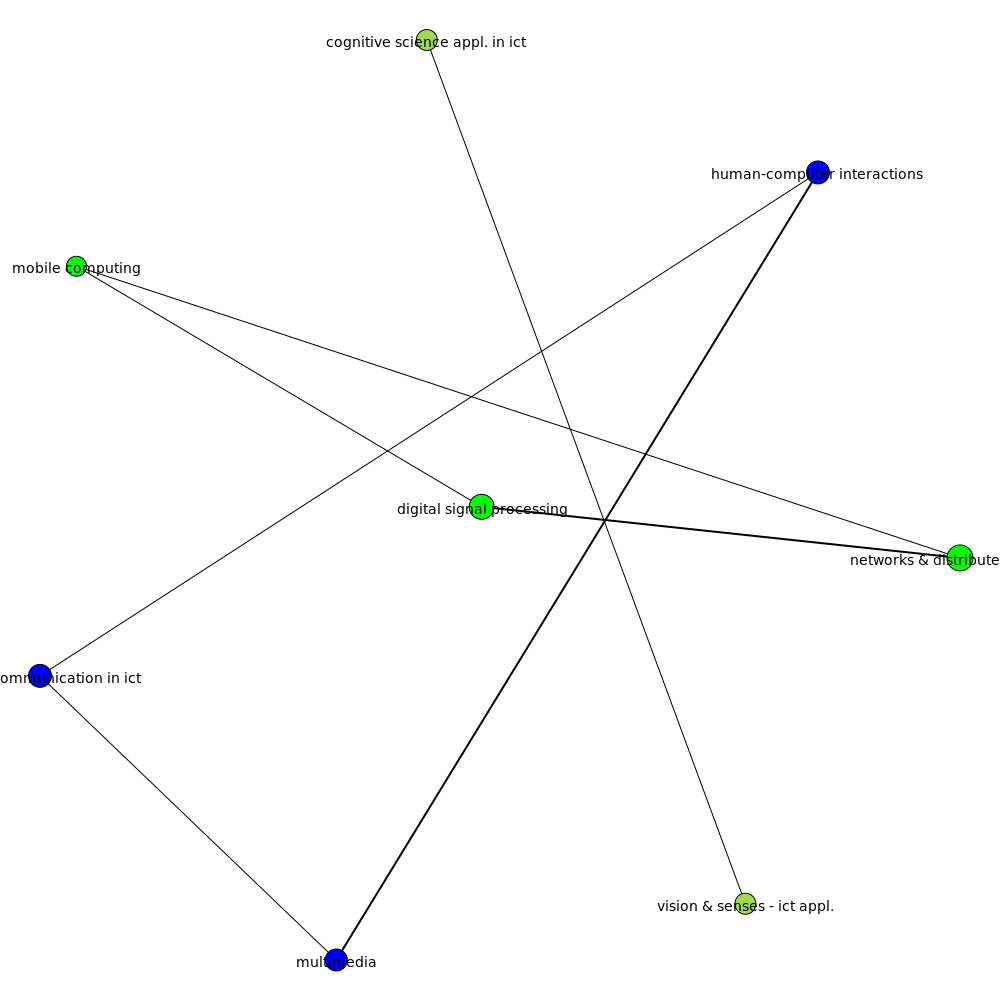 cognitive science appl. in ict
human-computer interactions
mobile computing
digital signal processing
networks & distribute
ommunication in ict
vision & senses - ict appl.
multimedia